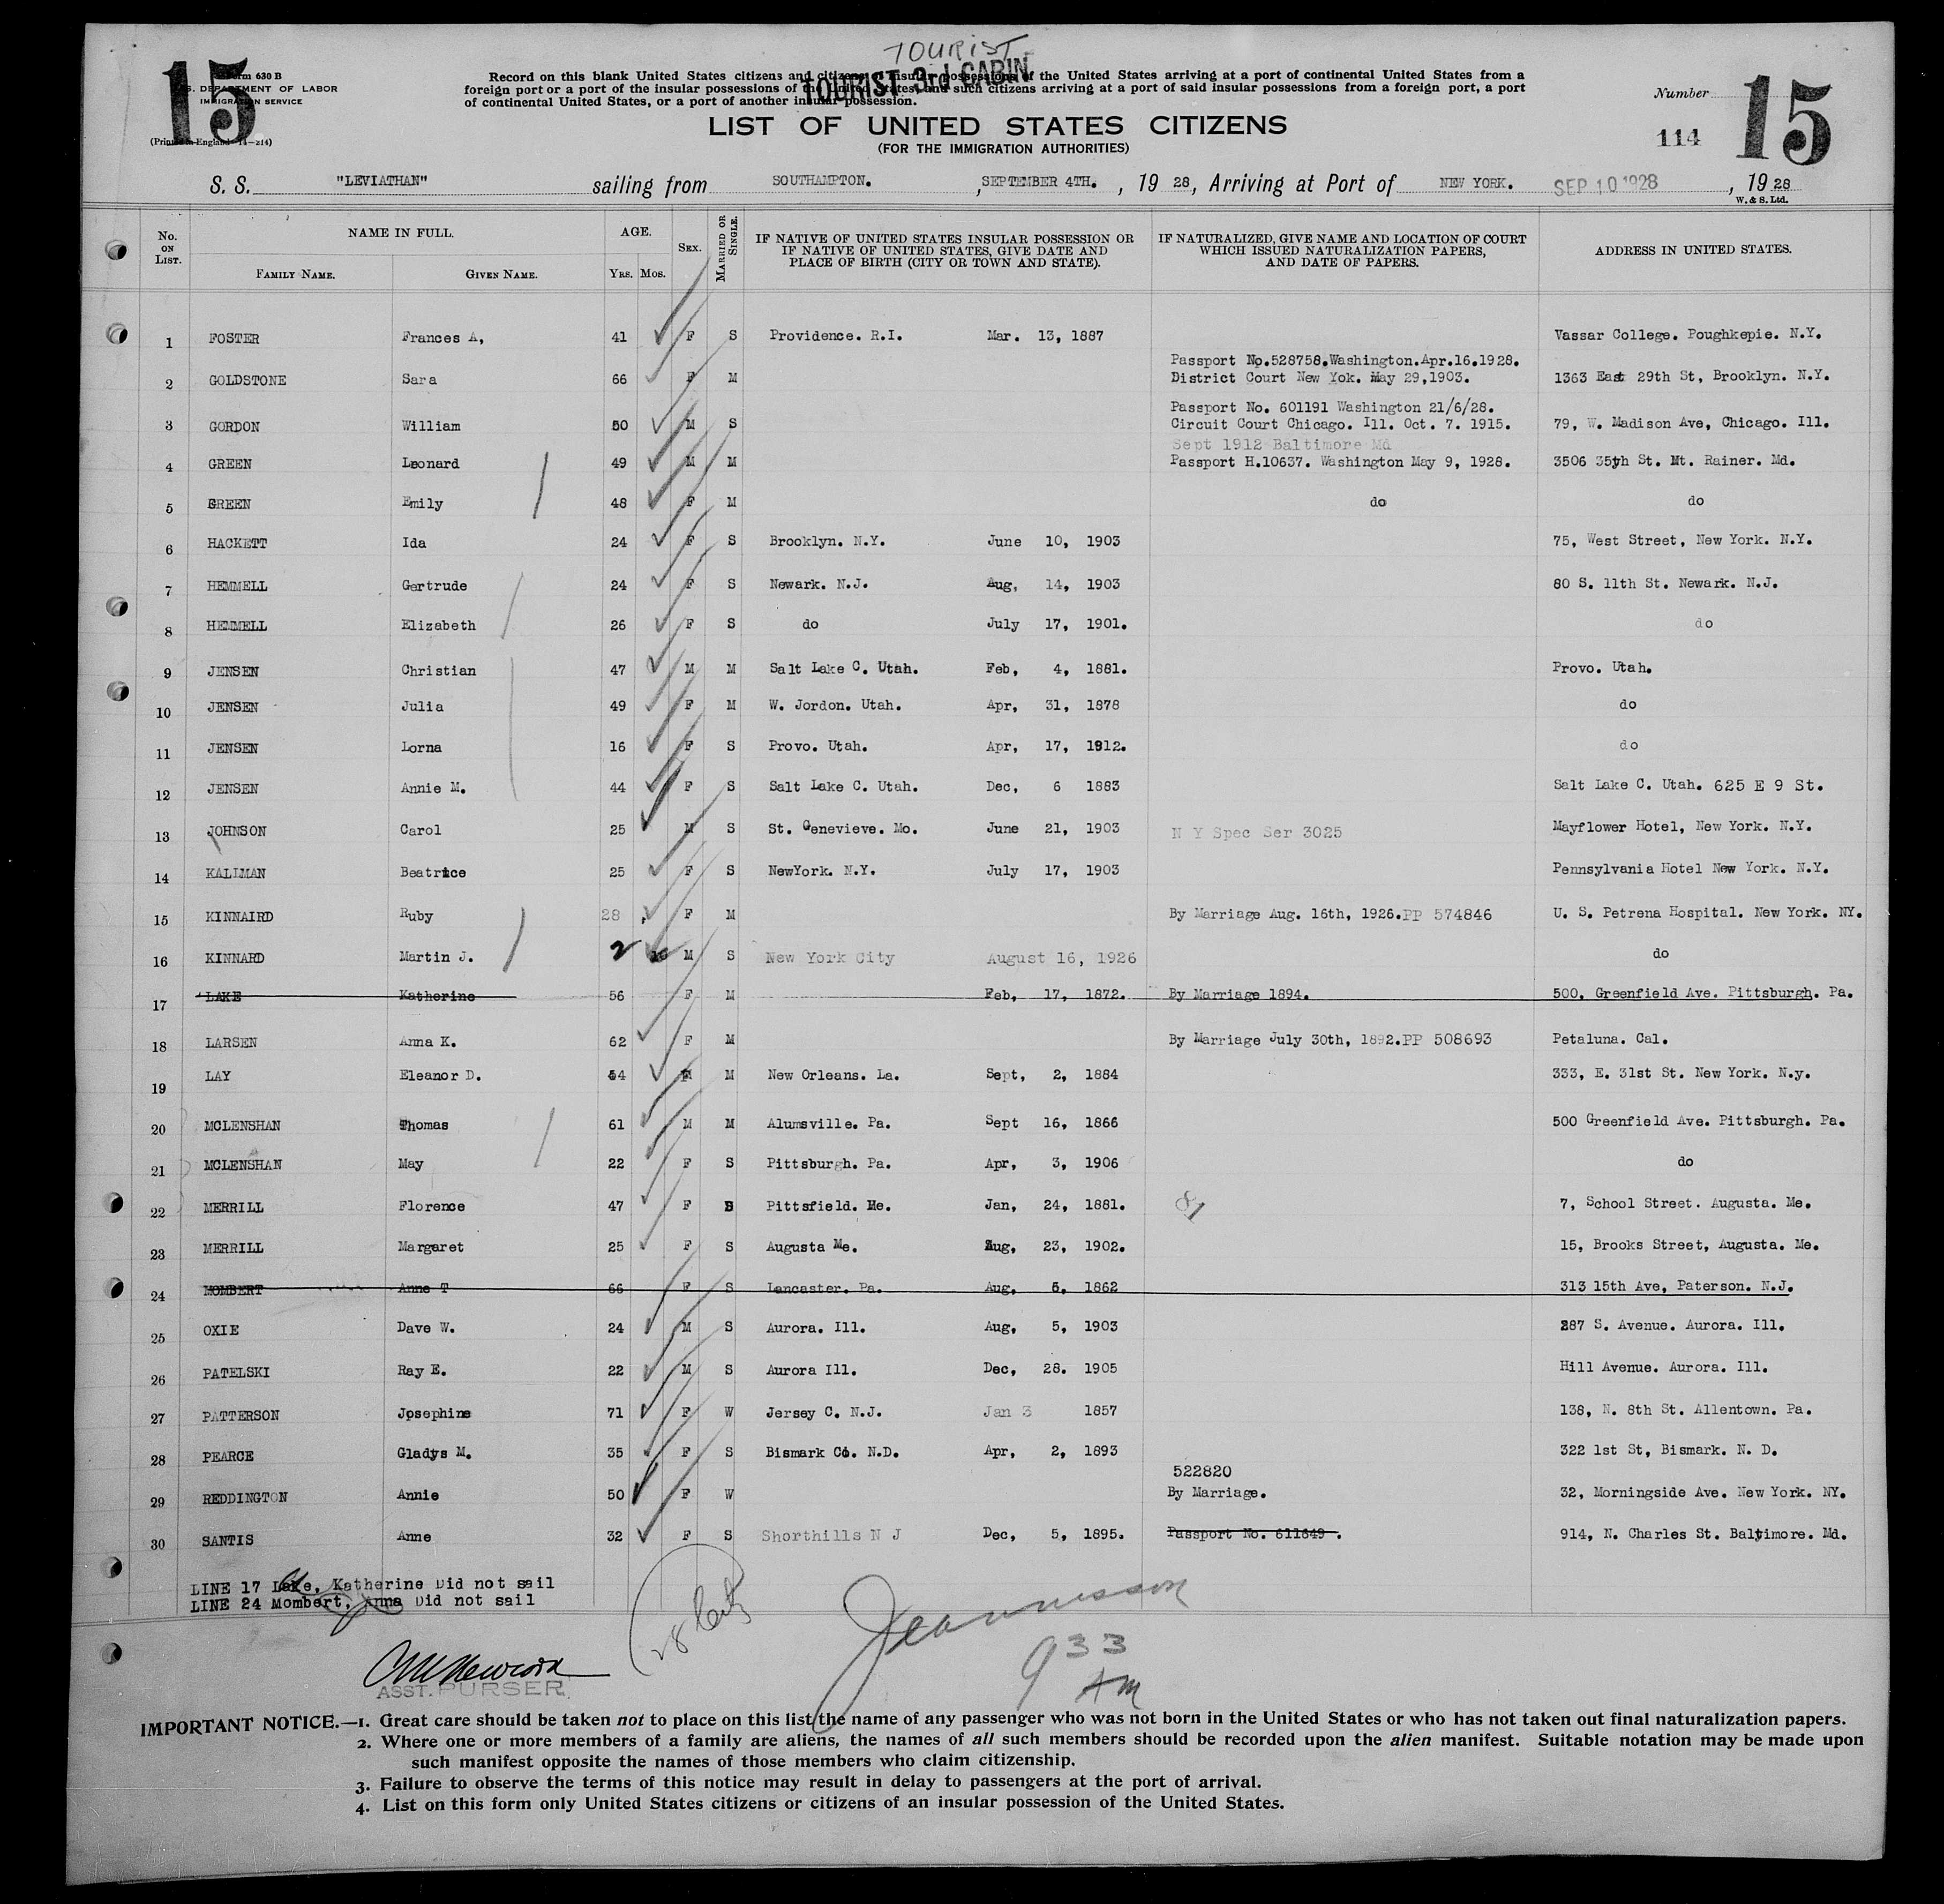 TOURIST
TOURIST 3rd CABIN
15
Form 630 B
U.S. DEPARTMENT OF LABOR
IMMIGRATION SERVICE
(Printed in England 14—214)
Record on this blank United States citizens and citizens of insular possessions of the United States arriving at a port of continental United States from a
foreign port or a port of the insular possessions of the United States, and such citizens arriving at a port of said insular possessions from a foreign port, a port
of continental United States, or a port of another insular possession.
LIST OF UNITED STATES CITIZENS
(FOR THE IMMIGRATION AUTHORITIES)
Number
114
15
S. S. "LEVIATHAN" sailing from SOUTHAMPTON. , SEPTEMBER 4TH. , 19 28, Arriving at Port of NEW YORK. SEP 10 1928 , 19 28
W. & S. Ltd.
No. ON LIST. NAME IN FULL. FAMILY NAME. GIVEN NAME. AGE. YRS. MOS. SEX. MARRIED OR SINGLE. IF NATIVE OF UNITED STATES INSULAR POSSESSION OR IF NATIVE OF UNITED STATES, GIVE DATE AND PLACE OF BIRTH (CITY OR TOWN AND STATE). IF NATURALIZED, GIVE NAME AND LOCATION OF COURT WHICH ISSUED NATURALIZATION PAPERS, AND DATE OF PAPERS. ADDRESS IN UNITED STATES.
1 FOSTER Frances A, 41 F S Providence. R.I. Mar. 13, 1887 Vassar College. Poughkepie. N.Y.
Passport No.528758.Washington.Apr.16.1928.
2 GOLDSTONE Sara 66 F M District Court New Yok. May 29,1903. 1363 East 29th St, Brooklyn. N.Y.
Passport No. 601191 Washington 21/6/28.
3 GORDON William 50 M S Circuit Court Chicago. Ill. Oct. 7. 1915. 79, W. Madison Ave, Chicago. Ill.
Sept 1912 Baltimore Md
4 GREEN Leonard 49 M M Passport H.10637. Washington May 9, 1928. 3506 35th St. Mt. Rainer. Md.
5 GREEN Emily 48 F M do do
6 HACKETT Ida 24 F S Brooklyn. N.Y. June 10, 1903 75, West Street, New York. N.Y.
7 HEMMELL Gertrude 24 F S Newark. N.J. Aug, 14, 1903 80 S. 11th St. Newark. N.J.
8 HEMMELL Elizabeth 26 F S do July 17, 1901. do
9 JENSEN Christian 47 M M Salt Lake C. Utah. Feb, 4, 1881. Provo. Utah.
10 JENSEN Julia 49 F M W. Jordon. Utah. Apr, 31, 1878 do
11 JENSEN Lorna 16 F S Provo. Utah. Apr, 17, 1912. do
12 JENSEN Annie M. 44 F S Salt Lake C. Utah. Dec, 6 1883 Salt Lake C. Utah. 625 E 9 St.
13 JOHNSON Carol 25 M S St. Genevieve. Mo. June 21, 1903 N Y Spec Ser 3025 Mayflower Hotel, New York. N.Y.
14 KALLMAN Beatrice 25 F S NewYork. N.Y. July 17, 1903 Pennsylvania Hotel New York. N.Y.
15 KINNAIRD Ruby 28 F M By Marriage Aug. 16th, 1926.PP 574846 U. S. Petrena Hospital. New York. NY.
16 KINNARD Martin J. 2 M S New York City August 16, 1926 do
17 LAKE Katherine 56 F M Feb, 17, 1872. By Marriage 1894. 500, Greenfield Ave. Pittsburgh. Pa.
18 LARSEN Anna K. 62 F M By Marriage July 30th, 1892.PP 508693 Petaluna. Cal.
19 LAY Eleanor D. 54 F M New Orleans. La. Sept, 2, 1884 333, E. 31st St. New York. N.y.
20 MCLENSHAN Thomas 61 M M Alumsville. Pa. Sept 16, 1866 500 Greenfield Ave. Pittsburgh. Pa.
21 MCLENSHAN May 22 F S Pittsburgh. Pa. Apr, 3, 1906 do
22 MERRILL Florence 47 F S Pittsfield. Me. Jan, 24, 1881. 7, School Street. Augusta. Me.
23 MERRILL Margaret 25 F S Augusta Me. Aug, 23, 1902. 15, Brooks Street, Augusta. Me.
24 MOMBERT Anne T 66 F S Lancaster. Pa. Aug, 5, 1862 313 15th Ave, Paterson. N.J.
25 OXIE Dave W. 24 M S Aurora. Ill. Aug, 5, 1903 287 S. Avenue. Aurora. Ill.
26 PATELSKI Ray E. 22 M S Aurora Ill. Dec, 28. 1905 Hill Avenue. Aurora. Ill.
27 PATTERSON Josephine 71 F W Jersey C. N.J. Jan 3 1857 138, N. 8th St. Allentown. Pa.
28 PEARCE Gladys M. 35 F S Bismark Co. N.D. Apr, 2, 1893 322 1st St, Bismark. N. D.
522820
29 REDDINGTON Annie 50 F W By Marriage. 32, Morningside Ave. New York. NY.
30 SANTIS Anne 32 F S Shorthills N J Dec, 5, 1895. Passport No. 611649 . 914, N. Charles St. Baltimore. Md.
LINE 17 Lake, Katherine Did not sail
LINE 24 Mombert, Anna Did not sail
Jeannesson
9 33 AM
ASST. PURSER.
IMPORTANT NOTICE.—1. Great care should be taken not to place on this list the name of any passenger who was not born in the United States or who has not taken out final naturalization papers.
2. Where one or more members of a family are aliens, the names of all such members should be recorded upon the alien manifest. Suitable notation may be made upon
such manifest opposite the names of those members who claim citizenship.
3. Failure to observe the terms of this notice may result in delay to passengers at the port of arrival.
4. List on this form only United States citizens or citizens of an insular possession of the United States.